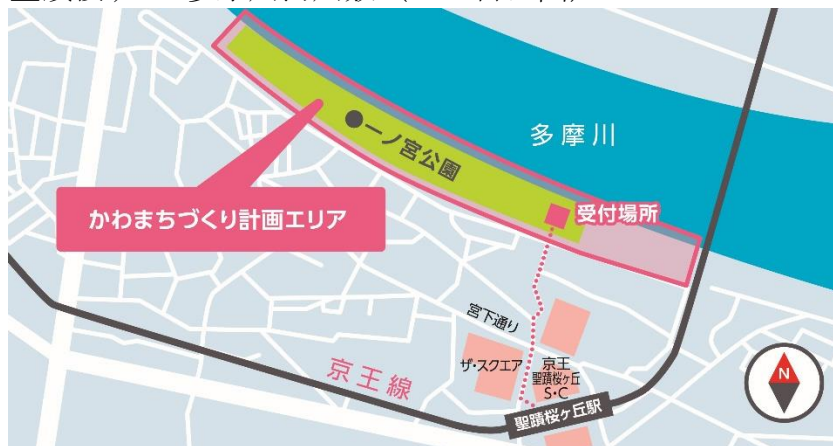 ●一ノ宮公園
多摩川
かわまちづくり計画エリア
受付場所
宮下通り
ザ・スクエア
京王
聖蹟桜ヶ丘
S・C
京王線
聖蹟桜ヶ丘駅
N